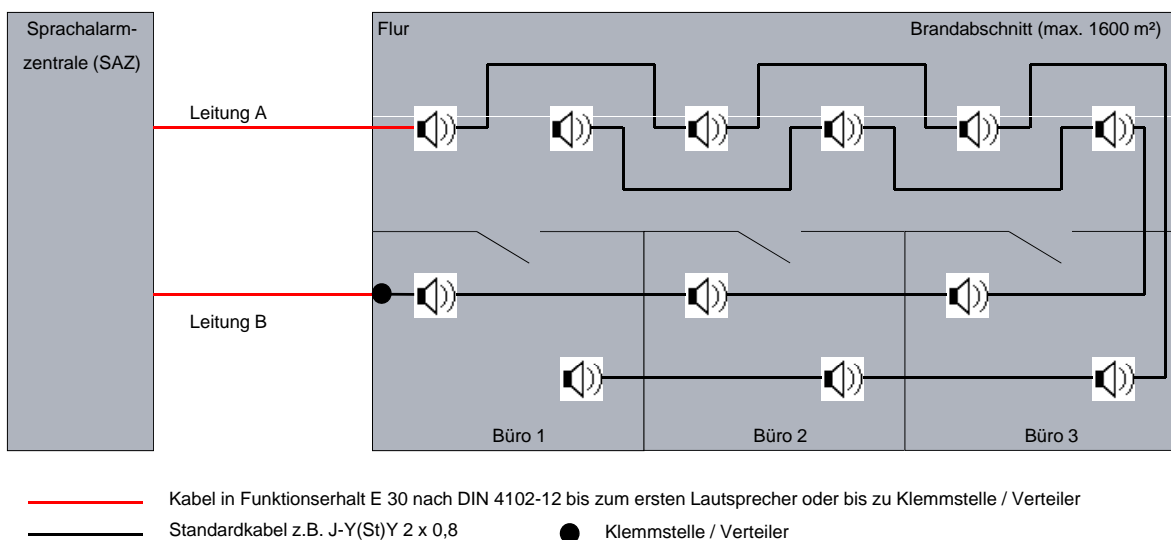 Sprachalarm-
zentrale (SAZ)
Flur
Brandabschnitt (max. 1600 m²)
Leitung A
Leitung B
Büro 1
Büro 2
Büro 3
Kabel in Funktionserhalt E 30 nach DIN 4102-12 bis zum ersten Lautsprecher oder bis zu Klemmstelle / Verteiler
Standardkabel z.B. J-Y(St)Y 2 x 0,8
Klemmstelle / Verteiler